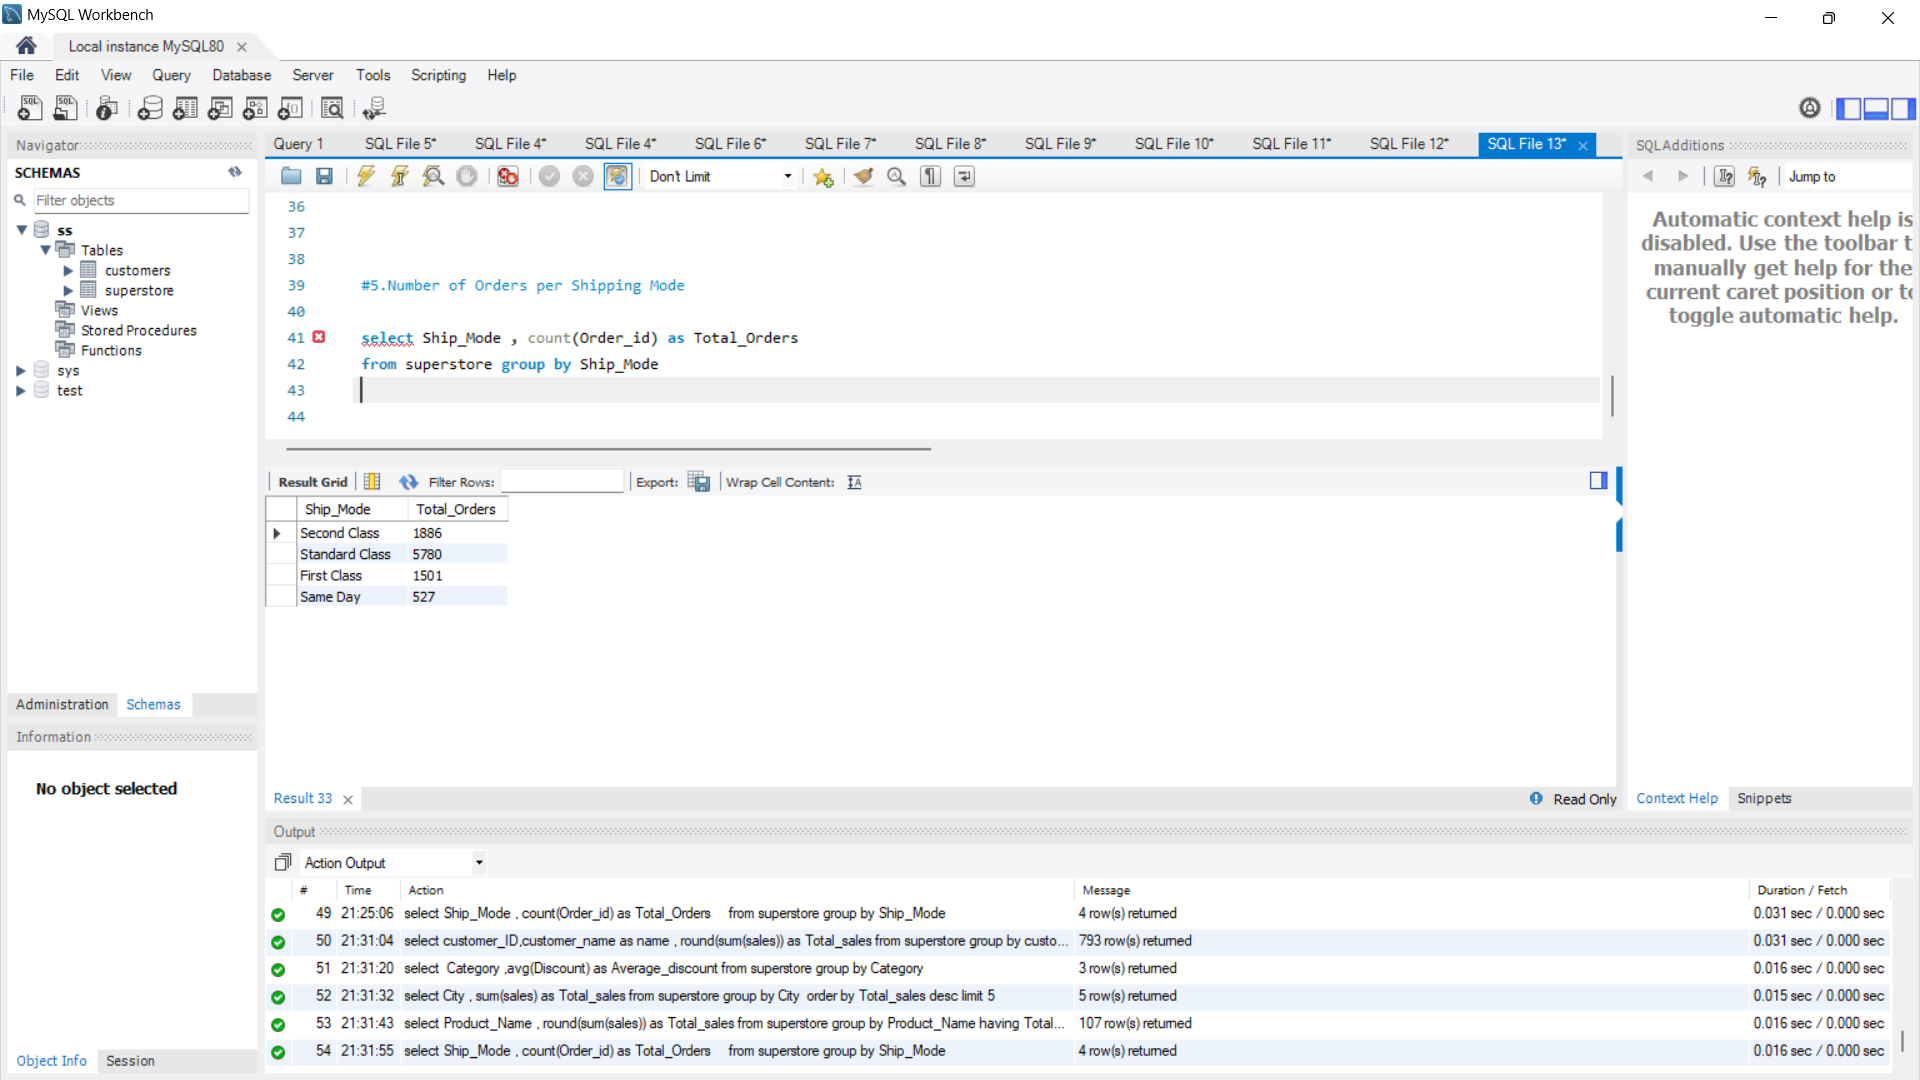 MySQL Workbench
Local instance MySQL80
File Edit View Query Database Server Tools Scripting Help
Navigator
SCHEMAS
Filter objects
ss
Tables
customers
superstore
Views
Stored Procedures
Functions
sys
test
Administration Schemas
Information
No object selected
Object Info Session
Query 1 SQL File 5* SQL File 4* SQL File 4* SQL File 6* SQL File 7* SQL File 8* SQL File 9* SQL File 10* SQL File 11* SQL File 12* SQL File 13*
Don't Limit
36
37
38
39 #5.Number of Orders per Shipping Mode
40
41 select Ship_Mode , count(Order_id) as Total_Orders
42 from superstore group by Ship_Mode
43
44
Result Grid Filter Rows: Export: Wrap Cell Content:
Ship_Mode Total_Orders
Second Class 1886
Standard Class 5780
First Class 1501
Same Day 527
Result 33 Read Only
SQLAdditions
Jump to
Automatic context help is
disabled. Use the toolbar t
manually get help for the
current caret position or to
toggle automatic help.
Context Help Snippets
Output
Action Output
# Time Action Message Duration / Fetch
49 21:25:06 select Ship_Mode , count(Order_id) as Total_Orders from superstore group by Ship_Mode 4 row(s) returned 0.031 sec / 0.000 sec
50 21:31:04 select customer_ID,customer_name as name , round(sum(sales)) as Total_sales from superstore group by custo... 793 row(s) returned 0.031 sec / 0.000 sec
51 21:31:20 select Category ,avg(Discount) as Average_discount from superstore group by Category 3 row(s) returned 0.016 sec / 0.000 sec
52 21:31:32 select City , sum(sales) as Total_sales from superstore group by City order by Total_sales desc limit 5 5 row(s) returned 0.015 sec / 0.000 sec
53 21:31:43 select Product_Name , round(sum(sales)) as Total_sales from superstore group by Product_Name having Total... 107 row(s) returned 0.016 sec / 0.000 sec
54 21:31:55 select Ship_Mode , count(Order_id) as Total_Orders from superstore group by Ship_Mode 4 row(s) returned 0.016 sec / 0.000 sec